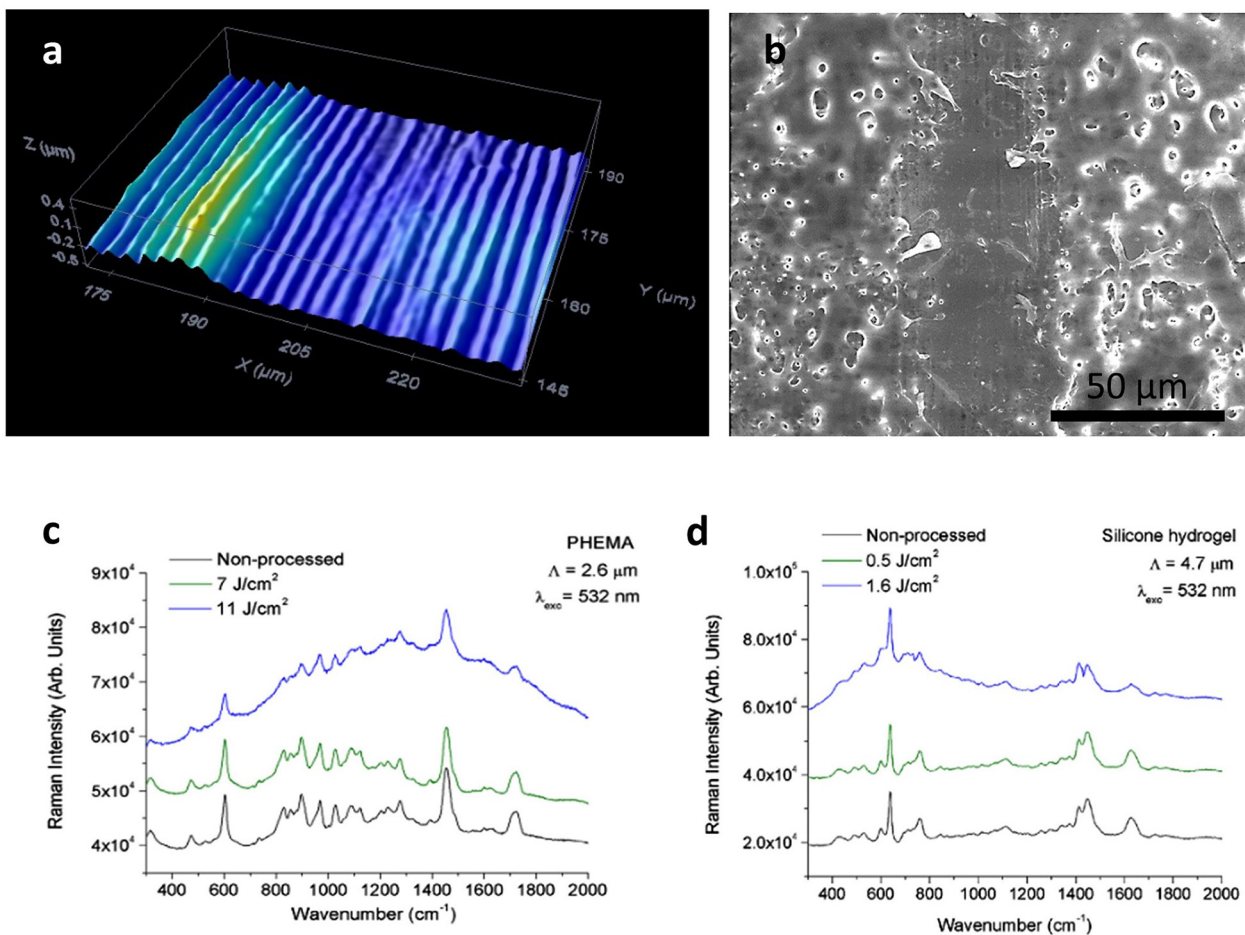 a
Z (µm)
0.4
0.1
-0.2
-0.5
175
190
205
220
X (µm)
190
175
160
145
Y (µm)
b
50 µm
c
Non-processed
7 J/cm²
11 J/cm²
PHEMA
Λ = 2.6 µm
λexc= 532 nm
9x10⁴
8x10⁴
7x10⁴
6x10⁴
5x10⁴
4x10⁴
Raman Intensity (Arb. Units)
400 600 800 1000 1200 1400 1600 1800 2000
Wavenumber (cm⁻¹)
d
Non-processed
0.5 J/cm²
1.6 J/cm²
Silicone hydrogel
Λ = 4.7 µm
λexc= 532 nm
1.0x10⁵
8.0x10⁴
6.0x10⁴
4.0x10⁴
2.0x10⁴
Raman Intensity (Arb. Units)
400 600 800 1000 1200 1400 1600 1800 2000
Wavenumber (cm⁻¹)